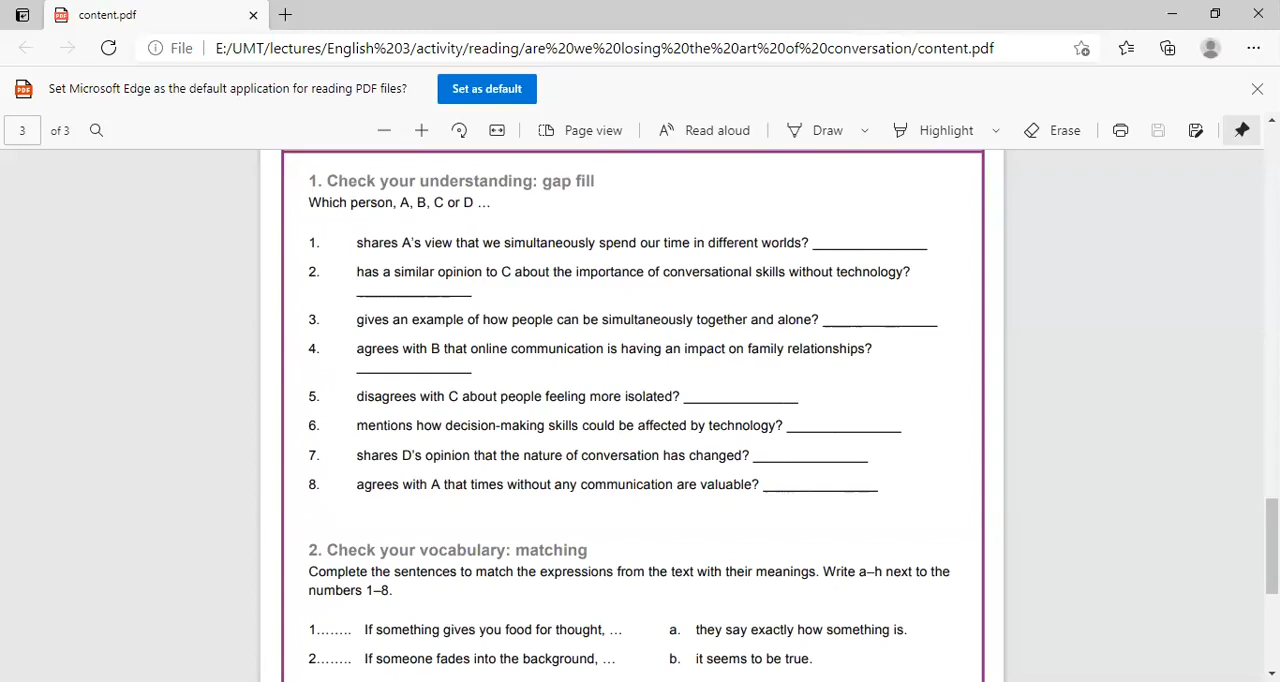 content.pdf
File E:/UMT/lectures/English%203/activity/reading/are%20we%20losing%20the%20art%20of%20conversation/content.pdf
Set Microsoft Edge as the default application for reading PDF files? Set as default
3 of 3 Page view Read aloud Draw Highlight Erase
1. Check your understanding: gap fill
Which person, A, B, C or D …
1. shares A's view that we simultaneously spend our time in different worlds? _______________
2. has a similar opinion to C about the importance of conversational skills without technology?
_______________
3. gives an example of how people can be simultaneously together and alone? _______________
4. agrees with B that online communication is having an impact on family relationships?
_______________
5. disagrees with C about people feeling more isolated? _______________
6. mentions how decision-making skills could be affected by technology? _______________
7. shares D's opinion that the nature of conversation has changed? _______________
8. agrees with A that times without any communication are valuable? _______________
2. Check your vocabulary: matching
Complete the sentences to match the expressions from the text with their meanings. Write a–h next to the
numbers 1–8.
1…….. If something gives you food for thought, … a. they say exactly how something is.
2…….. If someone fades into the background, … b. it seems to be true.